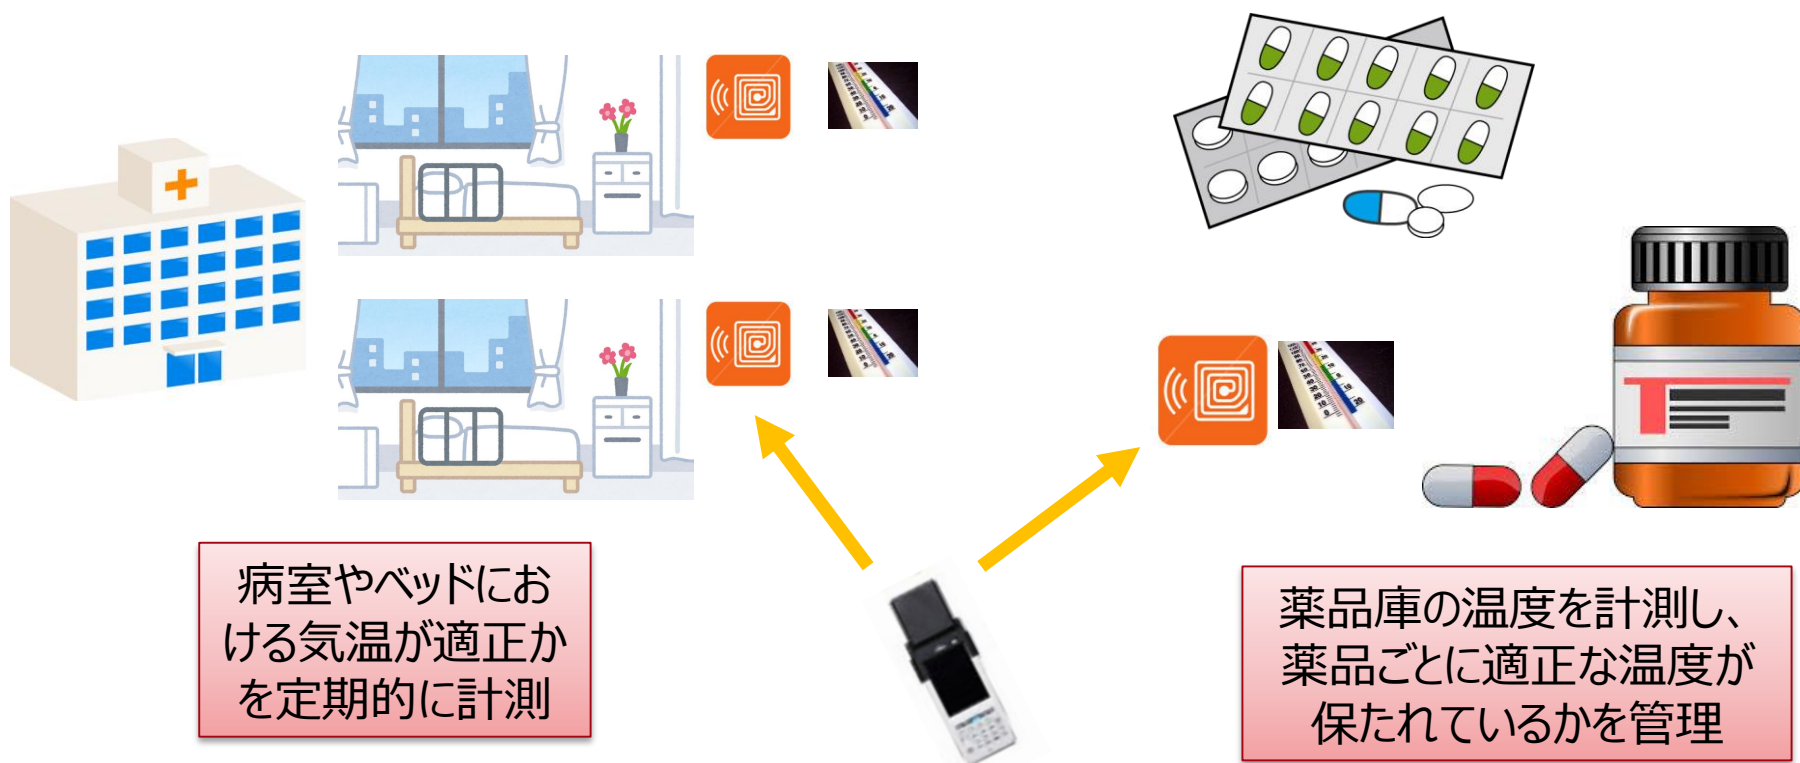 病室やベッドにお
ける気温が適正か
を定期的に計測
薬品庫の温度を計測し、
薬品ごとに適正な温度が
保たれているかを管理